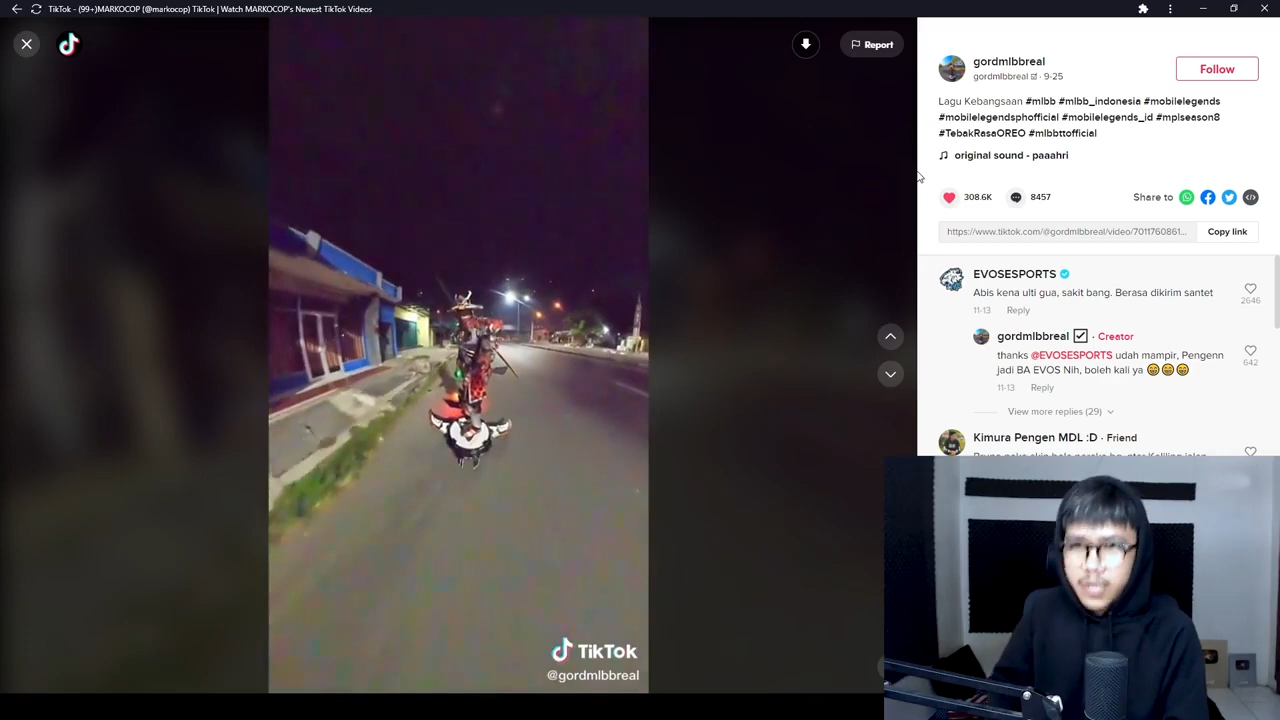 TikTok - (99+)MARKOCOP (@markocop) TikTok | Watch MARKOCOP's Newest TikTok Videos
Report
TikTok
@gordmlbbreal
gordmlbbreal
gordmlbbreal · 9-25
Follow
Lagu Kebangsaan #mlbb #mlbb_indonesia #mobilelegends
#mobilelegendsphofficial #mobilelegends_id #mplseason8
#TebakRasaOREO #mlbbttofficial
original sound - paaahri
308.6K
8457
Share to
https://www.tiktok.com/@gordmlbbreal/video/7011760861...
Copy link
EVOSESPORTS
Abis kena ulti gua, sakit bang. Berasa dikirim santet
2646
11-13 Reply
gordmlbbreal · Creator
thanks @EVOSESPORTS udah mampir, Pengenn
jadi BA EVOS Nih, boleh kali ya 😁😁😁
642
11-13 Reply
View more replies (29)
Kimura Pengen MDL :D · Friend